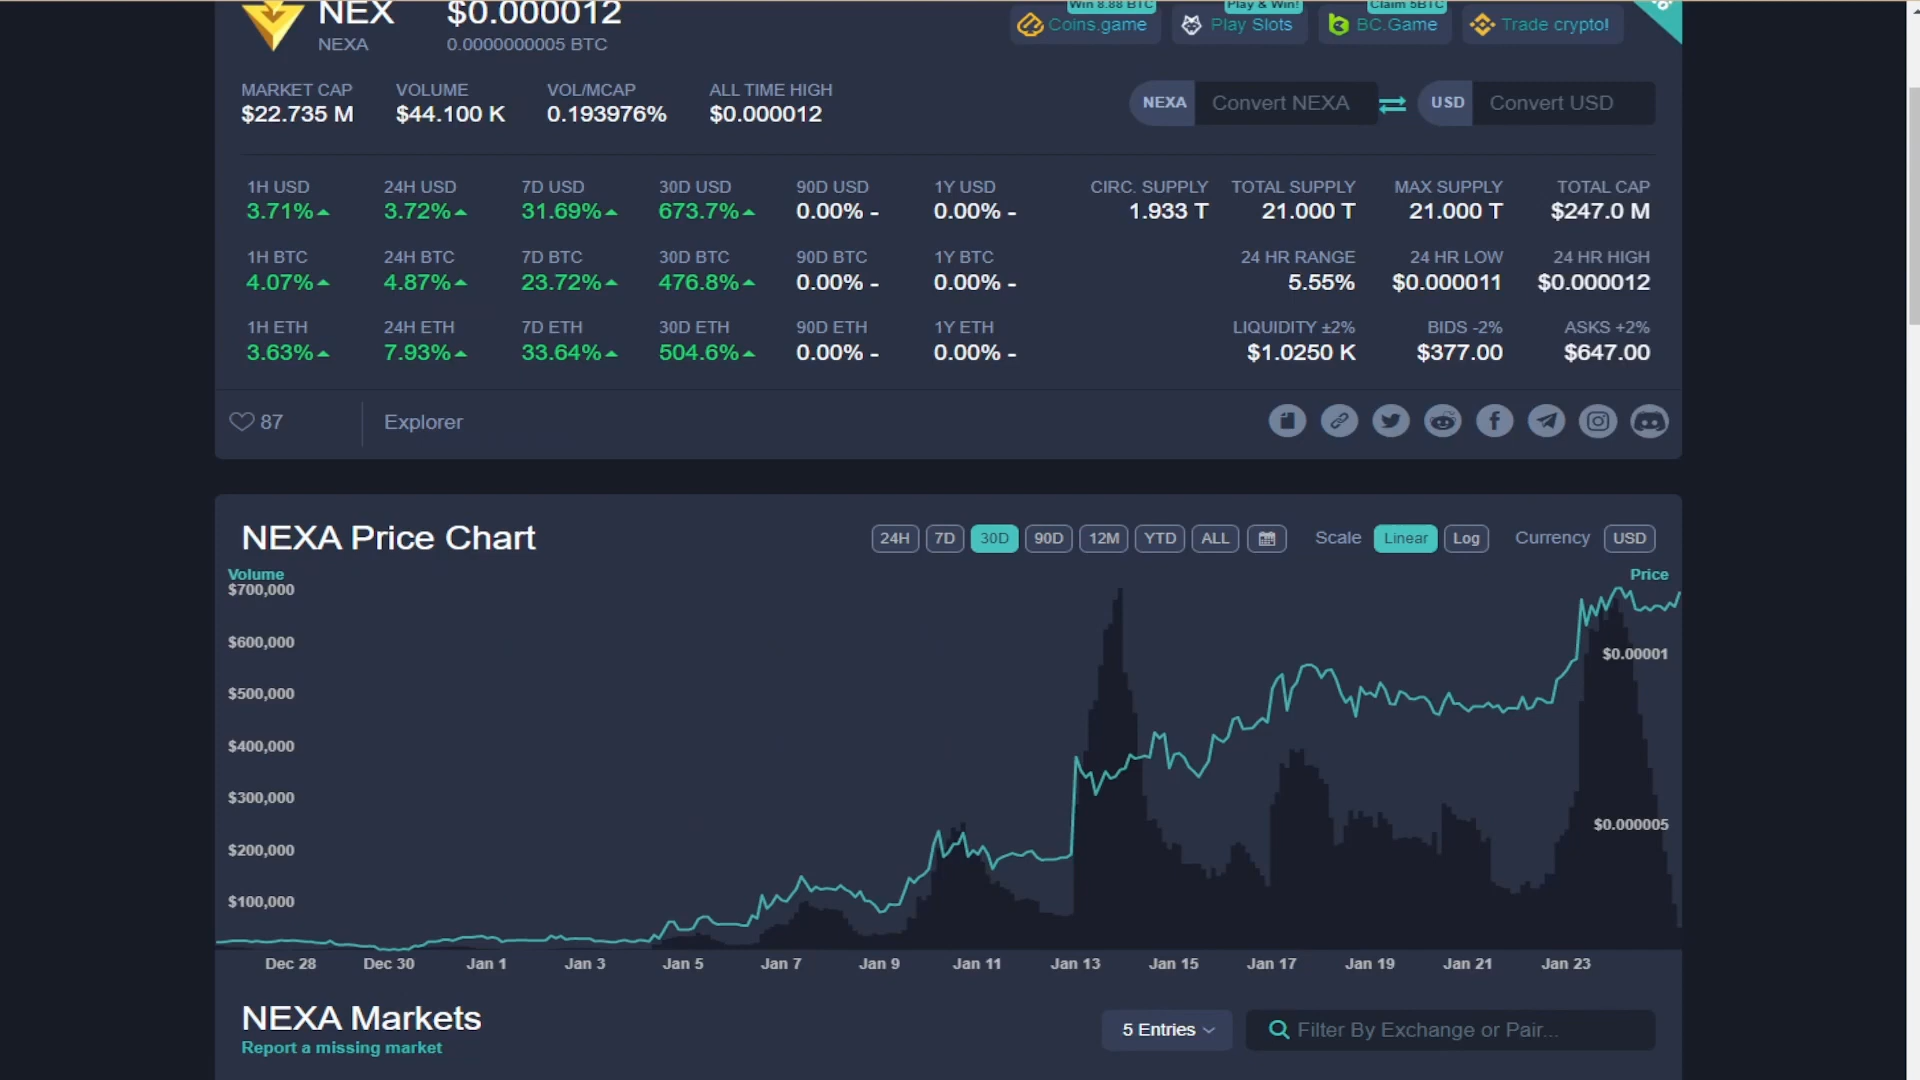 NEX $0.000012
NEXA 0.0000000005 BTC
Win 8.88 BTC Play & Win! Claim 5BTC
Coins.game Play Slots BC.Game Trade crypto!
MARKET CAP VOLUME VOL/MCAP ALL TIME HIGH
$22.735 M $44.100 K 0.193976% $0.000012
NEXA Convert NEXA USD Convert USD
1H USD 24H USD 7D USD 30D USD 90D USD 1Y USD CIRC. SUPPLY TOTAL SUPPLY MAX SUPPLY TOTAL CAP
3.71% 3.72% 31.69% 673.7% 0.00% - 0.00% - 1.933 T 21.000 T 21.000 T $247.0 M
1H BTC 24H BTC 7D BTC 30D BTC 90D BTC 1Y BTC 24 HR RANGE 24 HR LOW 24 HR HIGH
4.07% 4.87% 23.72% 476.8% 0.00% - 0.00% - 5.55% $0.000011 $0.000012
1H ETH 24H ETH 7D ETH 30D ETH 90D ETH 1Y ETH LIQUIDITY ±2% BIDS -2% ASKS +2%
3.63% 7.93% 33.64% 504.6% 0.00% - 0.00% - $1.0250 K $377.00 $647.00
87 Explorer
NEXA Price Chart 24H 7D 30D 90D 12M YTD ALL Scale Linear Log Currency USD
Volume Price
$700,000
$600,000
$0.00001
$500,000
$400,000
$300,000
$0.000005
$200,000
$100,000
Dec 28 Dec 30 Jan 1 Jan 3 Jan 5 Jan 7 Jan 9 Jan 11 Jan 13 Jan 15 Jan 17 Jan 19 Jan 21 Jan 23
NEXA Markets 5 Entries Filter By Exchange or Pair...
Report a missing market